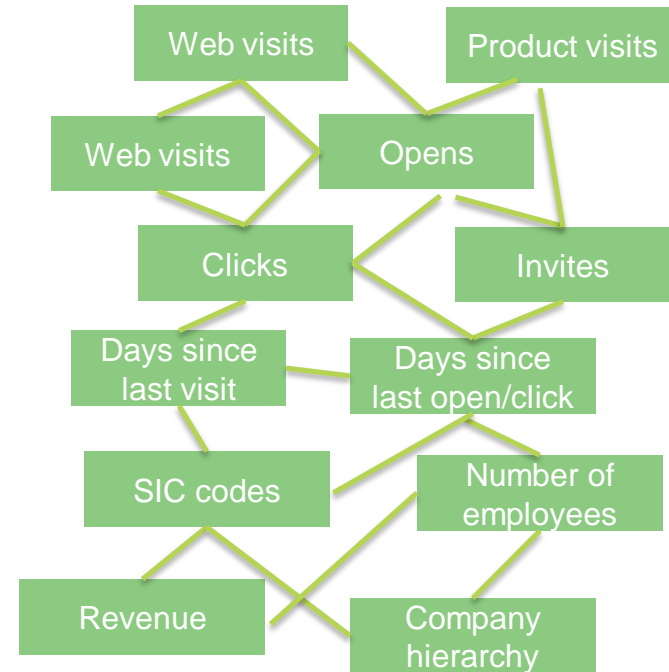 Web visits
Product visits
Web visits
Opens
Clicks
Invites
Days since
last visit
Days since
last open/click
SIC codes
Number of
employees
Revenue
Company
hierarchy